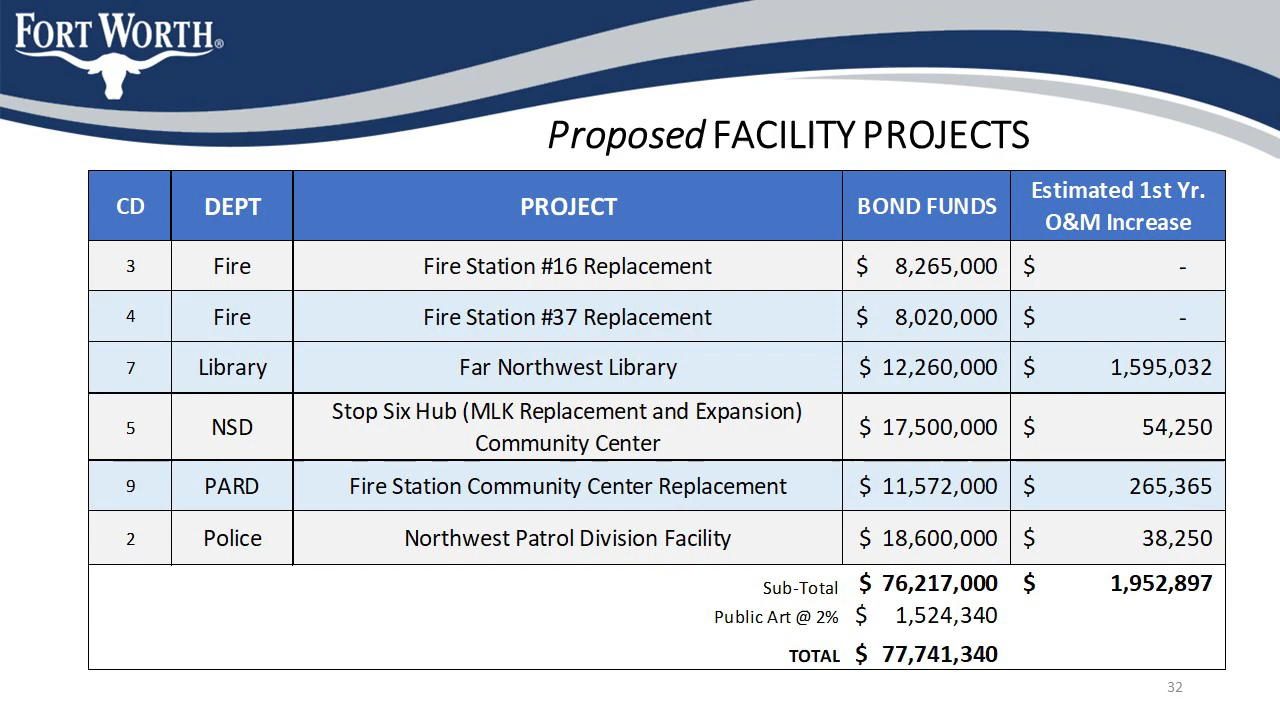 FORT WORTH®
Proposed FACILITY PROJECTS
CD DEPT PROJECT BOND FUNDS Estimated 1st Yr. O&M Increase
3 Fire Fire Station #16 Replacement $ 8,265,000 $ -
4 Fire Fire Station #37 Replacement $ 8,020,000 $ -
7 Library Far Northwest Library $ 12,260,000 $ 1,595,032
5 NSD Stop Six Hub (MLK Replacement and Expansion) Community Center $ 17,500,000 $ 54,250
9 PARD Fire Station Community Center Replacement $ 11,572,000 $ 265,365
2 Police Northwest Patrol Division Facility $ 18,600,000 $ 38,250
Sub-Total $ 76,217,000 $ 1,952,897
Public Art @ 2% $ 1,524,340
TOTAL $ 77,741,340
32